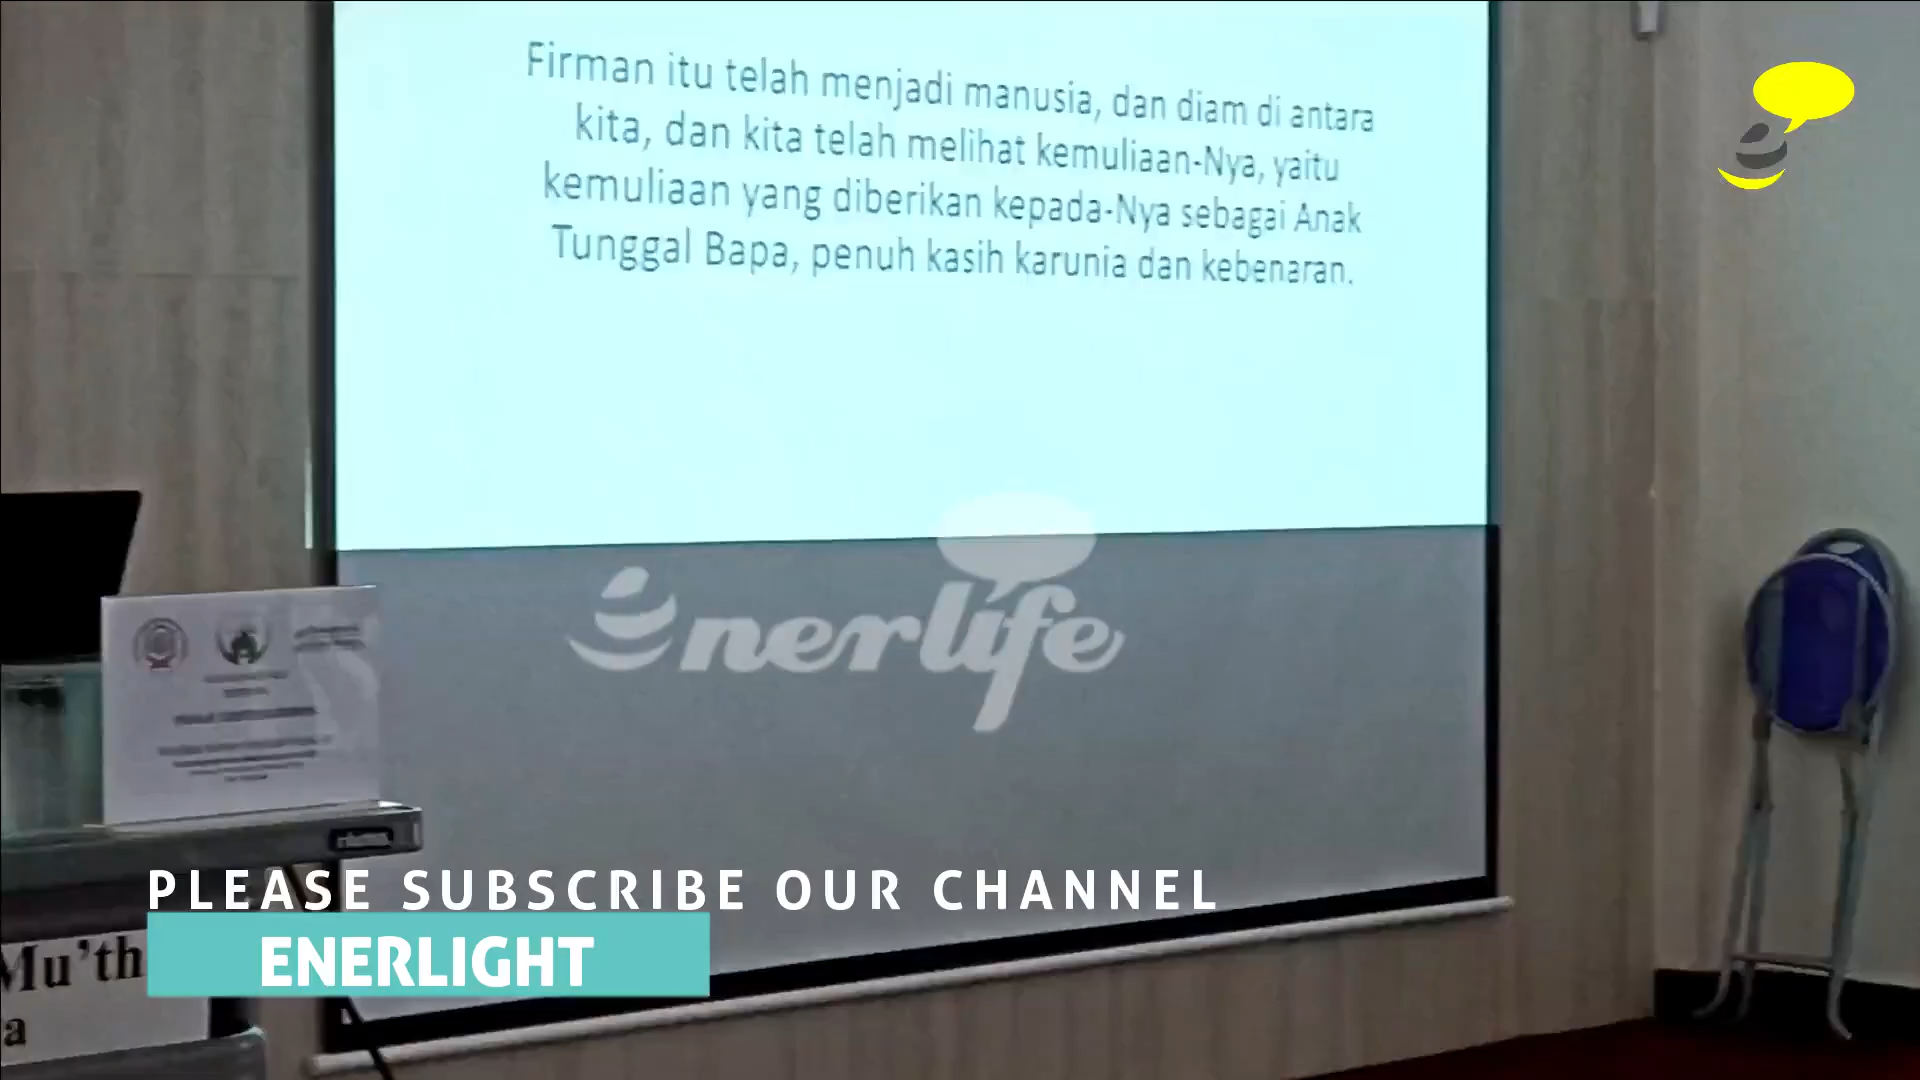 Firman itu telah menjadi manusia, dan diam di antara
kita, dan kita telah melihat kemuliaan-Nya, yaitu
kemuliaan yang diberikan kepada-Nya sebagai Anak
Tunggal Bapa, penuh kasih karunia dan kebenaran.
enerlife
PLEASE SUBSCRIBE OUR CHANNEL
ENERLIGHT
Mu'th
a